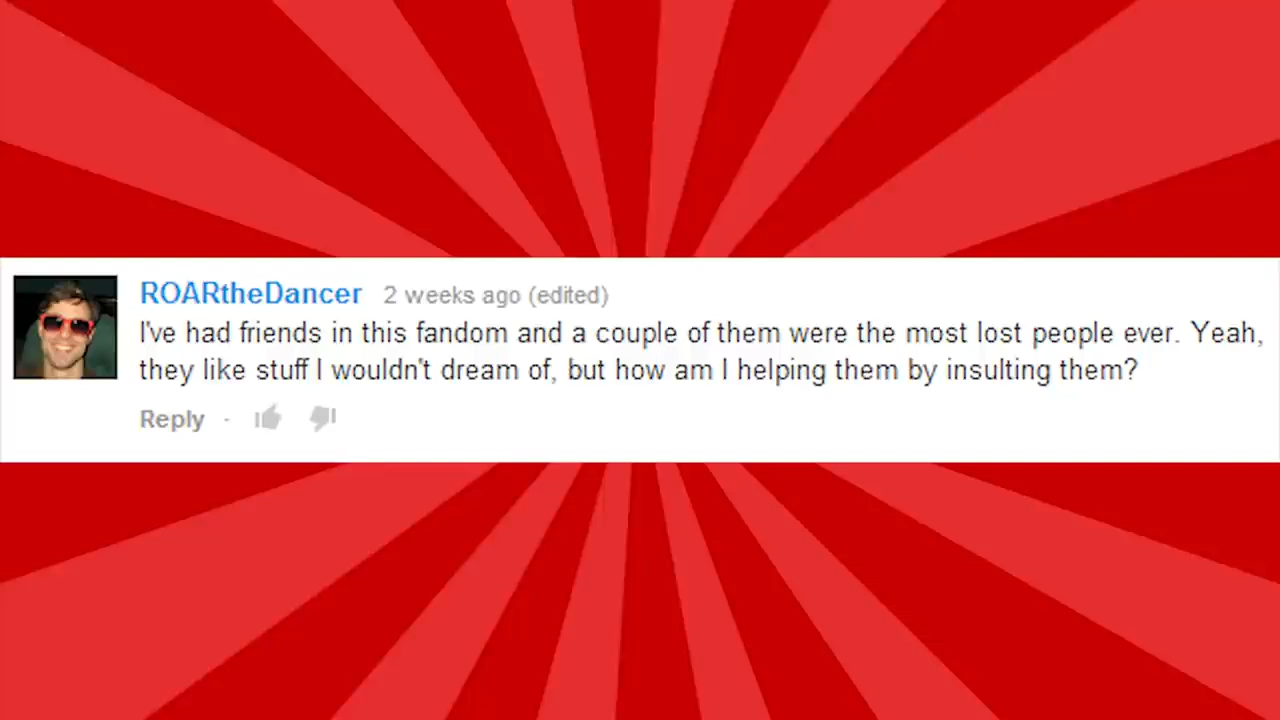 ROARtheDancer 2 weeks ago (edited)
I've had friends in this fandom and a couple of them were the most lost people ever. Yeah,
they like stuff I wouldn't dream of, but how am I helping them by insulting them?
Reply ·